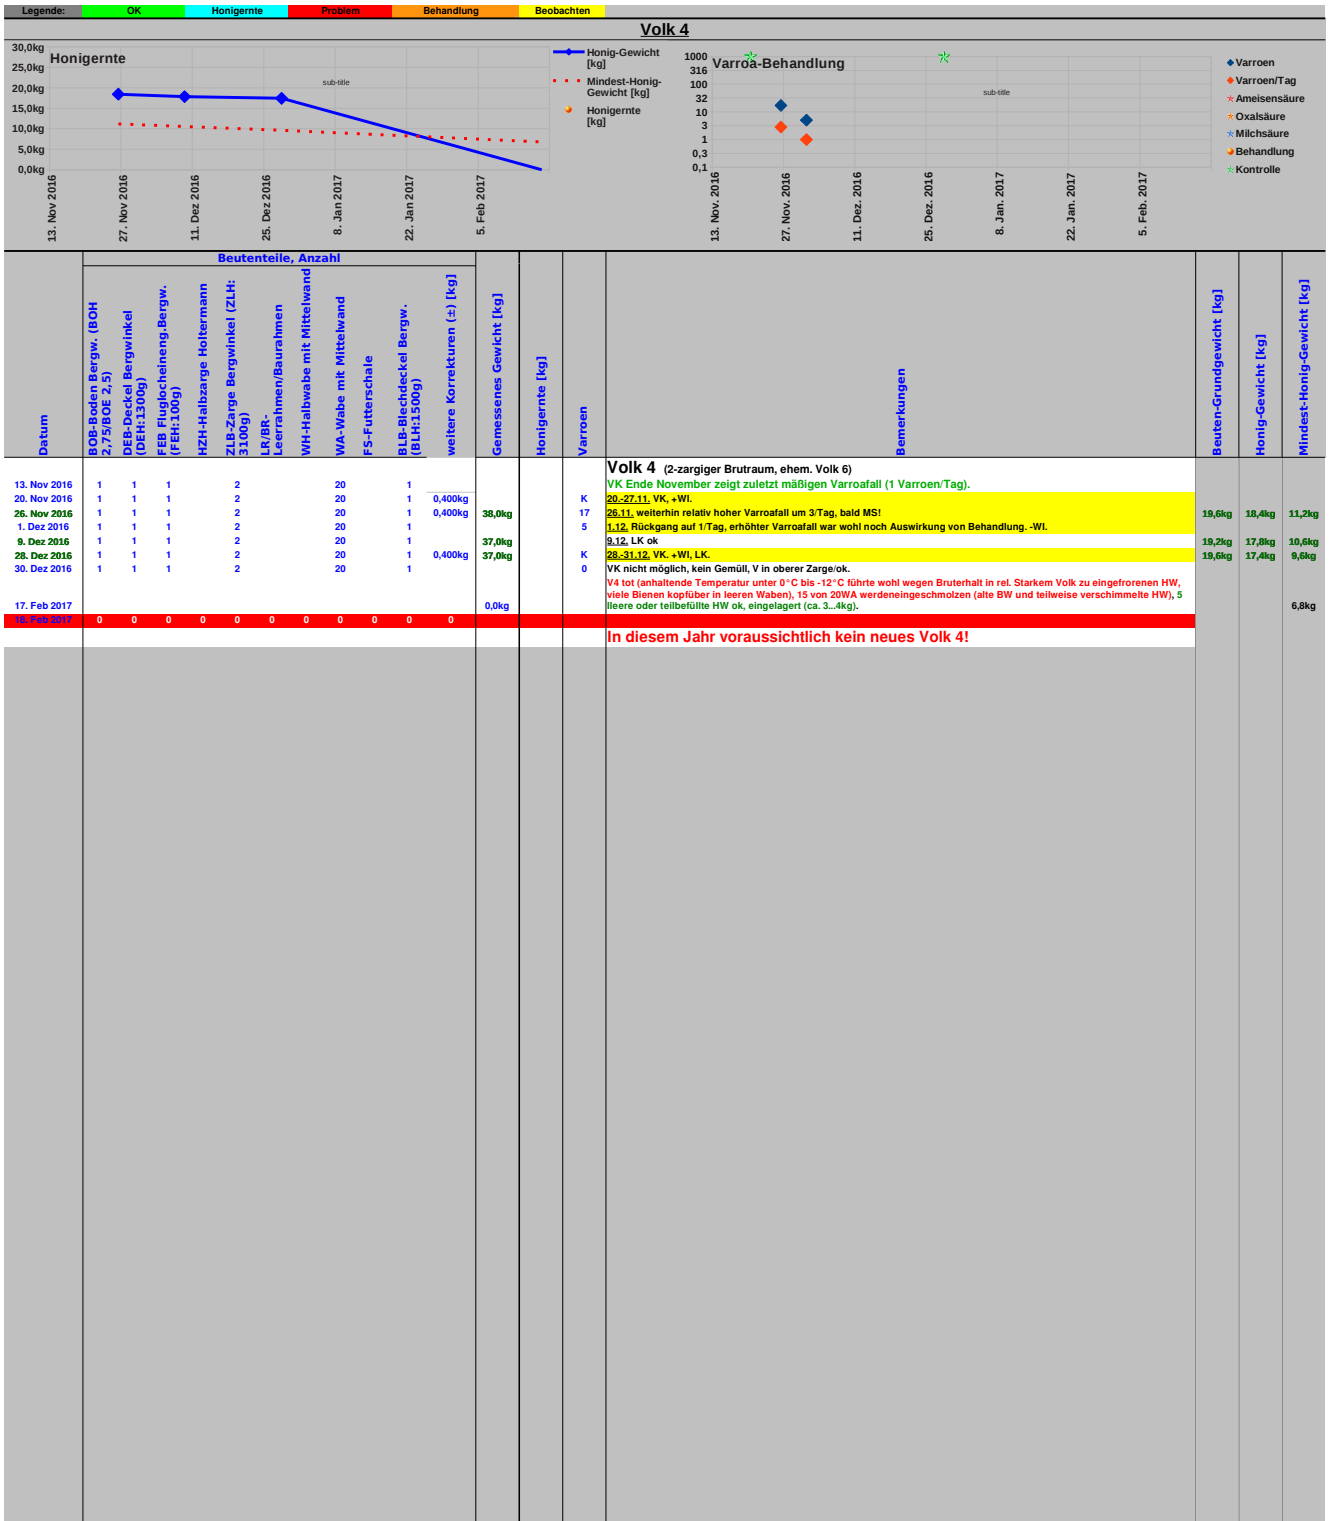 Legende: OK Honigernte Problem Behandlung Beobachten
Volk 4
Honigernte
sub-title
30,0kg
25,0kg
20,0kg
15,0kg
10,0kg
5,0kg
0,0kg
13. Nov 2016
27. Nov 2016
11. Dez 2016
25. Dez 2016
8. Jan 2017
22. Jan 2017
5. Feb 2017
Honig-Gewicht
[kg]
Mindest-Honig-
Gewicht [kg]
Honigernte
[kg]
Varroa-Behandlung
sub-title
1000
316
100
32
10
3
1
0,3
0,1
13. Nov. 2016
27. Nov. 2016
11. Dez. 2016
25. Dez. 2016
8. Jan. 2017
22. Jan. 2017
5. Feb. 2017
Varroen
Varroen/Tag
Ameisensäure
Oxalsäure
Milchsäure
Behandlung
Kontrolle
Beutenteile, Anzahl
Datum
BOB-Boden Bergw. (BOH
2,75/BOE 2,5)
DEB-Deckel Bergwinkel
(DEH:1300g)
FEB Fluglocheineng.Bergw.
(FEH:100g)
HZH-Halbzarge Holtermann
ZLB-Zarge Bergwinkel (ZLH:
3100g)
LR/BR-
Leerrahmen/Baurahmen
WH-Halbwabe mit Mittelwand
WA-Wabe mit Mittelwand
FS-Futterschale
BLB-Blechdeckel Bergw.
(BLH:1500g)
weitere Korrekturen (±) [kg]
Gemessenes Gewicht [kg]
Honigernte [kg]
Varroen
Bemerkungen
Beuten-Grundgewicht [kg]
Honig-Gewicht [kg]
Mindest-Honig-Gewicht [kg]
Volk 4 (2-zargiger Brutraum, ehem. Volk 6)
13. Nov 2016 1 1 1 2 20 1 VK Ende November zeigt zuletzt mäßigen Varroafall (1 Varroen/Tag).
20. Nov 2016 1 1 1 2 20 1 0,400kg K 20.-27.11. VK, +WI.
26. Nov 2016 1 1 1 2 20 1 0,400kg 38,0kg 17 26.11. weiterhin relativ hoher Varroafall um 3/Tag, bald MS! 19,6kg 18,4kg 11,2kg
1. Dez 2016 1 1 1 2 20 1 5 1.12. Rückgang auf 1/Tag, erhöhter Varroafall war wohl noch Auswirkung von Behandlung. -WI.
9. Dez 2016 1 1 1 2 20 1 37,0kg 9.12. LK ok 19,2kg 17,8kg 10,6kg
28. Dez 2016 1 1 1 2 20 1 0,400kg 37,0kg K 28.-31.12. VK. +WI, LK. 19,6kg 17,4kg 9,6kg
30. Dez 2016 1 1 1 2 20 1 0 VK nicht möglich, kein Gemüll, V in oberer Zarge/ok.
V4 tot (anhaltende Temperatur unter 0°C bis -12°C führte wohl wegen Bruterhalt in rel. Starkem Volk zu eingefrorenen HW,
viele Bienen kopfüber in leeren Waben), 15 von 20WA werdeneingeschmolzen (alte BW und teilweise verschimmelte HW), 5
17. Feb 2017 0,0kg lleere oder teilbefüllte HW ok, eingelagert (ca. 3...4kg). 6,8kg
18. Feb 2017 0 0 0 0 0 0 0 0 0 0 0
In diesem Jahr voraussichtlich kein neues Volk 4!